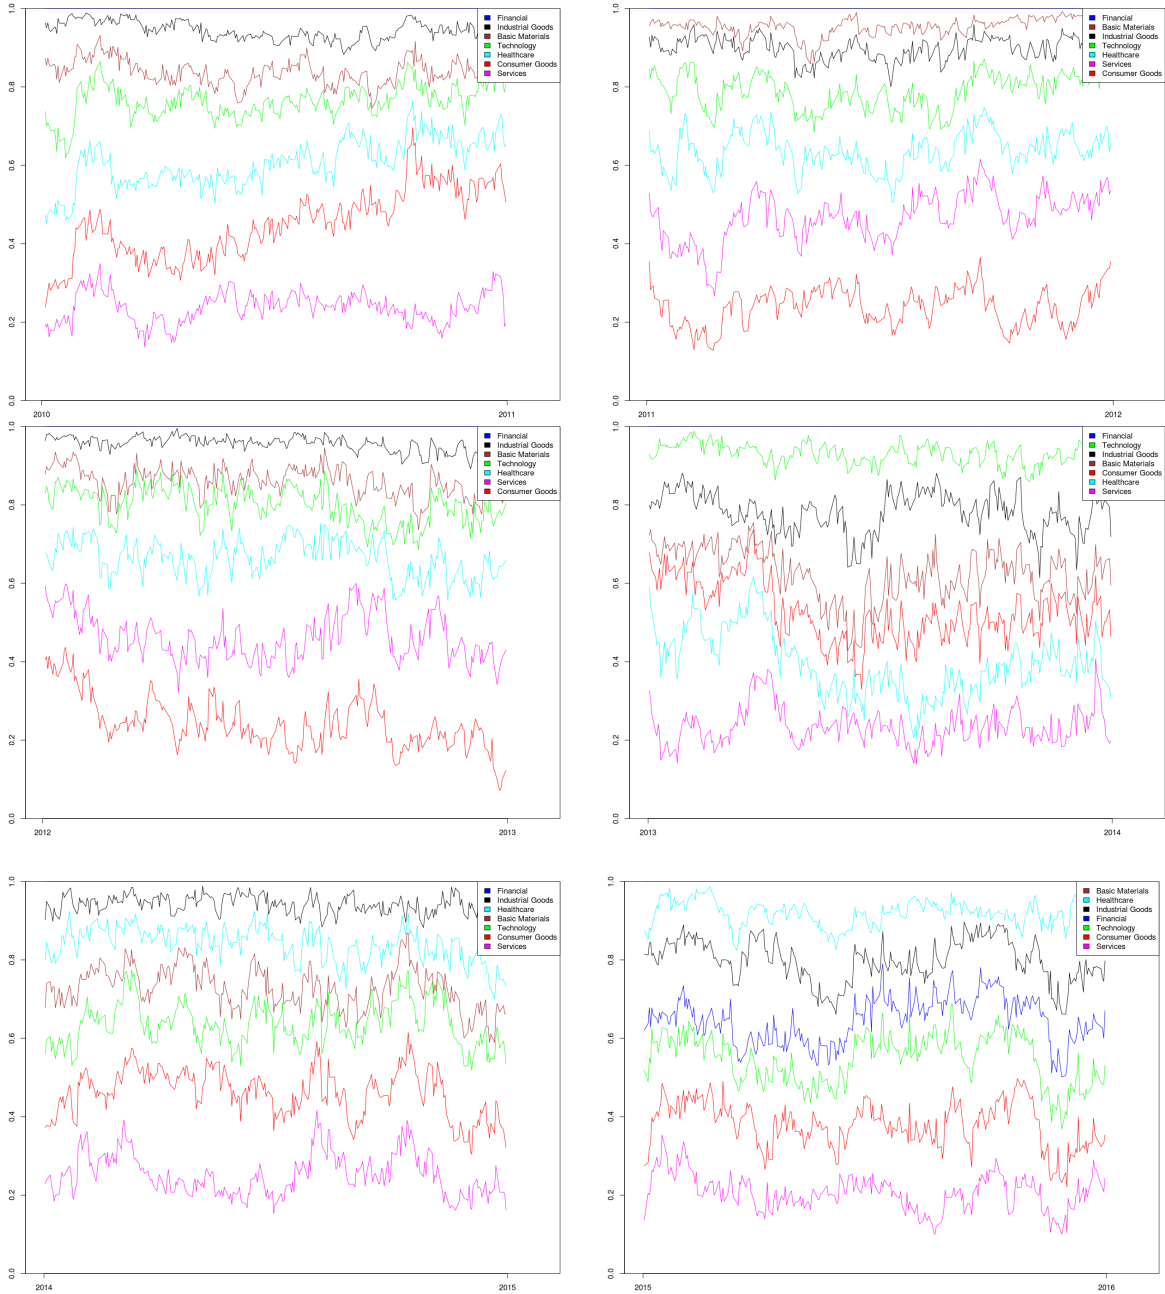 1.0
0.8
0.6
0.4
0.2
0.0
2010
2011
Financial
Industrial Goods
Basic Materials
Technology
Healthcare
Consumer Goods
Services
1.0
0.8
0.6
0.4
0.2
0.0
2011
2012
Financial
Basic Materials
Industrial Goods
Technology
Healthcare
Services
Consumer Goods
1.0
0.8
0.6
0.4
0.2
0.0
2012
2013
Financial
Industrial Goods
Basic Materials
Technology
Healthcare
Services
Consumer Goods
1.0
0.8
0.6
0.4
0.2
0.0
2013
2014
Financial
Technology
Industrial Goods
Basic Materials
Consumer Goods
Healthcare
Services
1.0
0.8
0.6
0.4
0.2
0.0
2014
2015
Financial
Industrial Goods
Healthcare
Basic Materials
Technology
Consumer Goods
Services
1.0
0.8
0.6
0.4
0.2
0.0
2015
2016
Basic Materials
Healthcare
Industrial Goods
Financial
Technology
Consumer Goods
Services